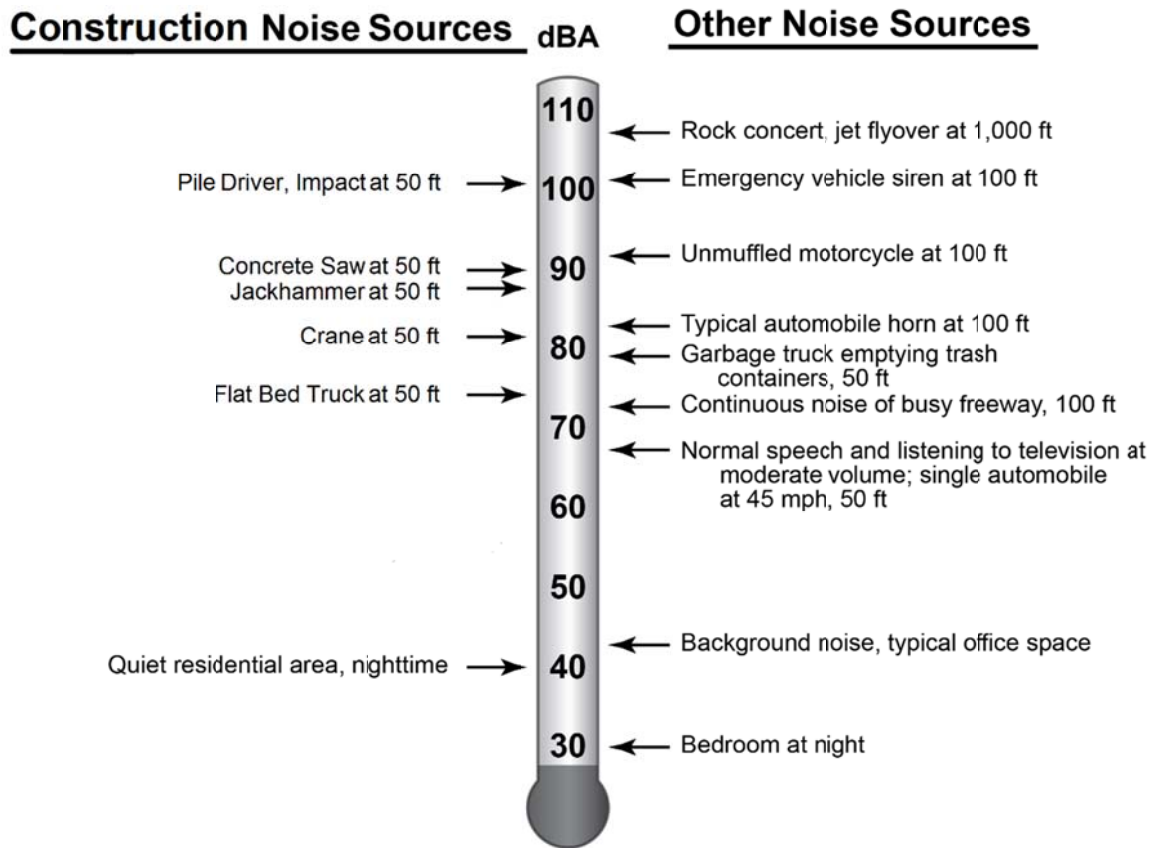 Construction Noise Sources
dBA
Other Noise Sources
110
Rock concert, jet flyover at 1,000 ft
Pile Driver, Impact at 50 ft
100
Emergency vehicle siren at 100 ft
Unmuffled motorcycle at 100 ft
Concrete Saw at 50 ft
90
Jackhammer at 50 ft
Typical automobile horn at 100 ft
Crane at 50 ft
80
Garbage truck emptying trash
containers, 50 ft
Flat Bed Truck at 50 ft
Continuous noise of busy freeway, 100 ft
70
Normal speech and listening to television at
moderate volume; single automobile
at 45 mph, 50 ft
60
50
Background noise, typical office space
Quiet residential area, nighttime
40
30
Bedroom at night